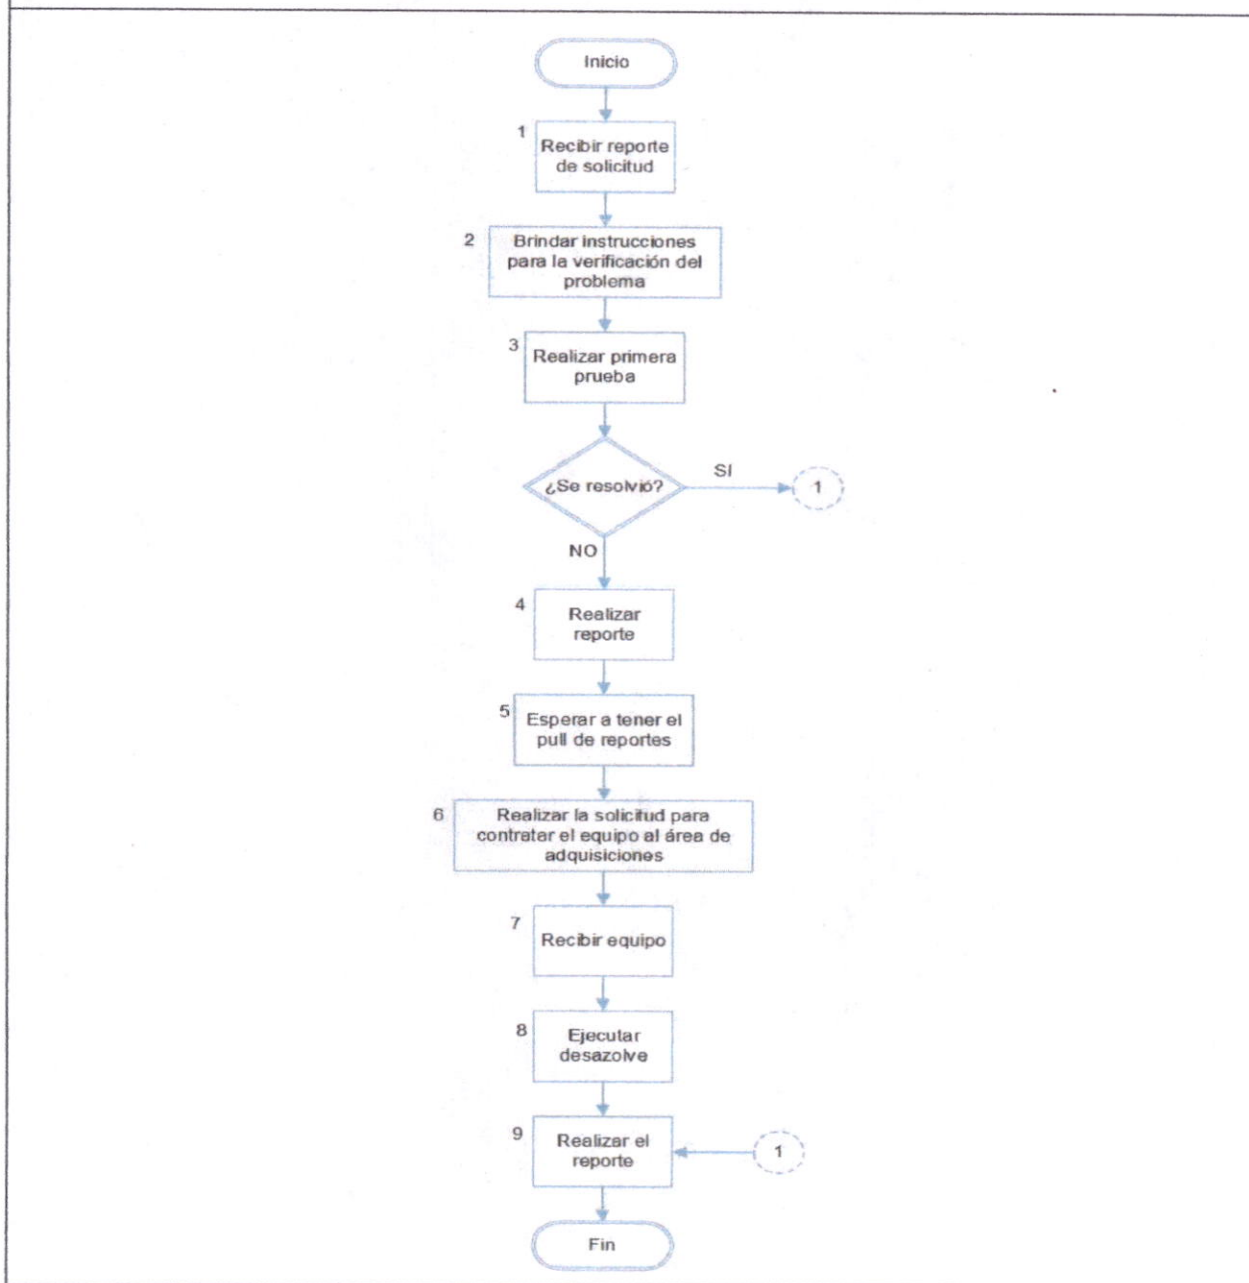 Inicio
1
Recibir reporte
de solicitud
2
Brindar instrucciones
para la verificación del
problema
3
Realizar primera
prueba
¿Se resolvió?
SI
1
NO
4
Realizar
reporte
5
Esperar a tener el
pull de reportes
6
Realizar la solicitud para
contratar el equipo al área de
adquisiciones
7
Recibir equipo
8
Ejecutar
desazolve
9
Realizar el
reporte
1
Fin